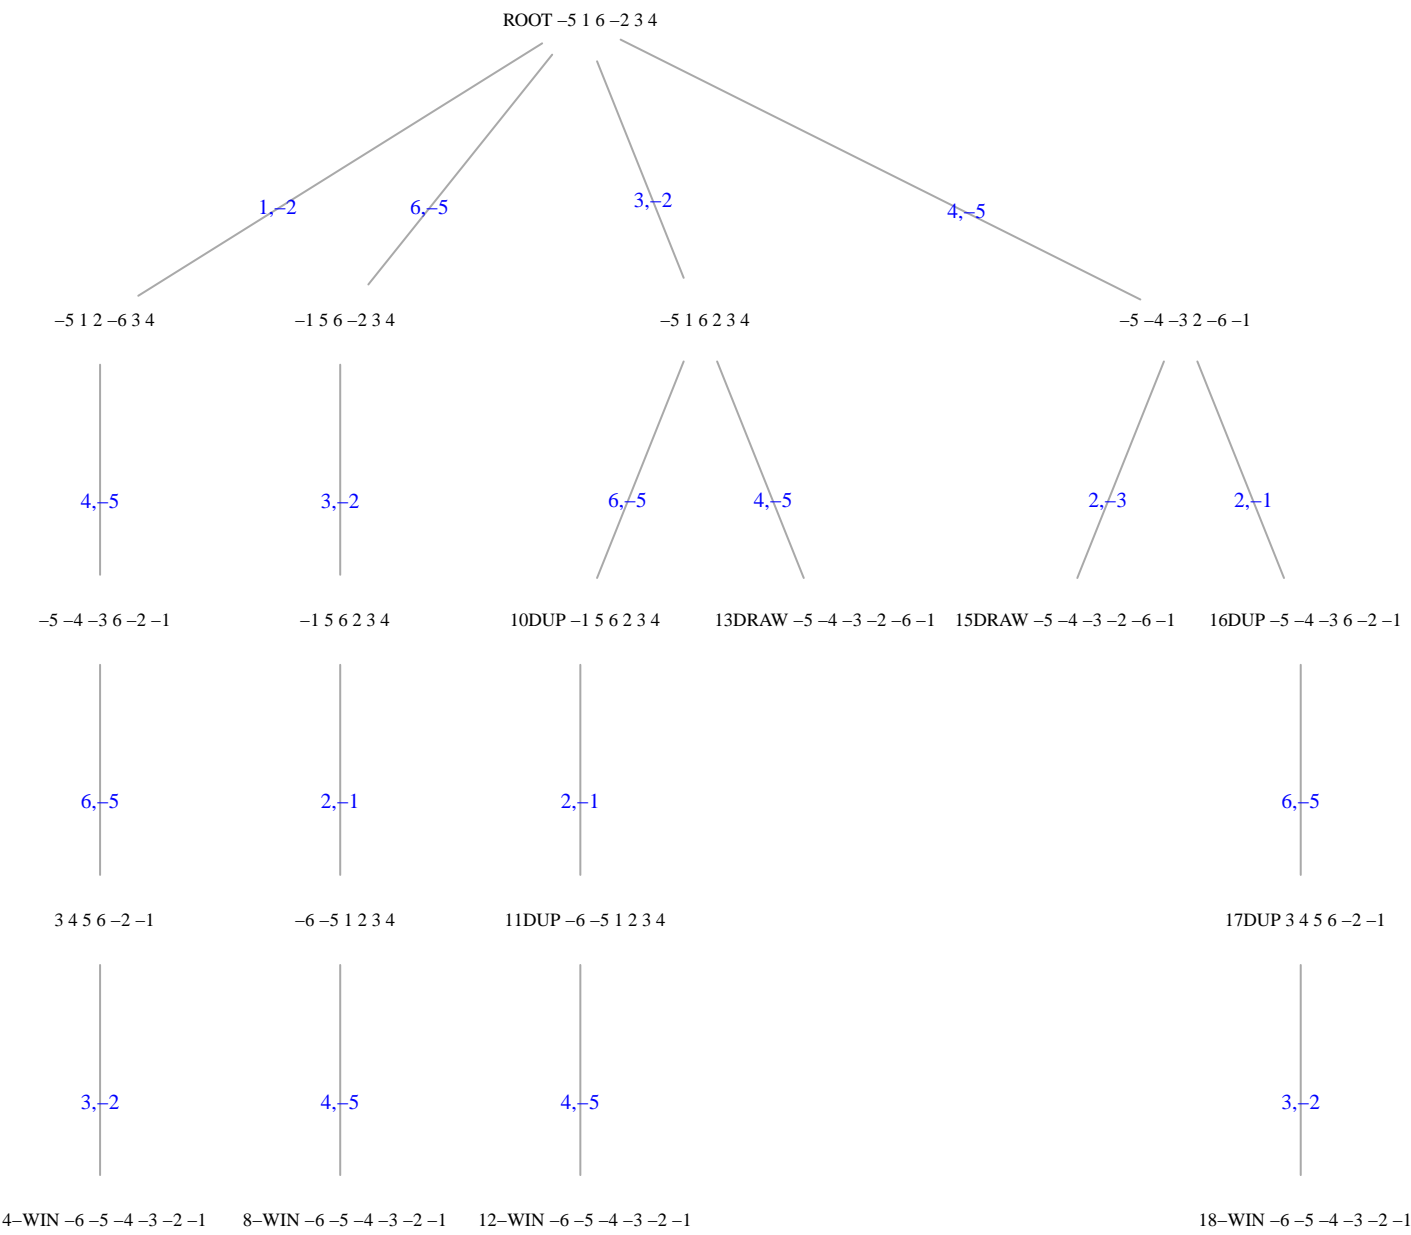 ROOT –5 1 6 –2 3 4
1,–2
6,–5
3,–2
4,–5
–5 1 2 –6 3 4
–1 5 6 –2 3 4
–5 1 6 2 3 4
–5 –4 –3 2 –6 –1
4,–5
3,–2
6,–5
4,–5
2,–3
2,–1
–5 –4 –3 6 –2 –1
–1 5 6 2 3 4
10DUP –1 5 6 2 3 4
13DRAW –5 –4 –3 –2 –6 –1
15DRAW –5 –4 –3 –2 –6 –1
16DUP –5 –4 –3 6 –2 –1
6,–5
2,–1
2,–1
6,–5
3 4 5 6 –2 –1
–6 –5 1 2 3 4
11DUP –6 –5 1 2 3 4
17DUP 3 4 5 6 –2 –1
3,–2
4,–5
4,–5
3,–2
4–WIN –6 –5 –4 –3 –2 –1
8–WIN –6 –5 –4 –3 –2 –1
12–WIN –6 –5 –4 –3 –2 –1
18–WIN –6 –5 –4 –3 –2 –1